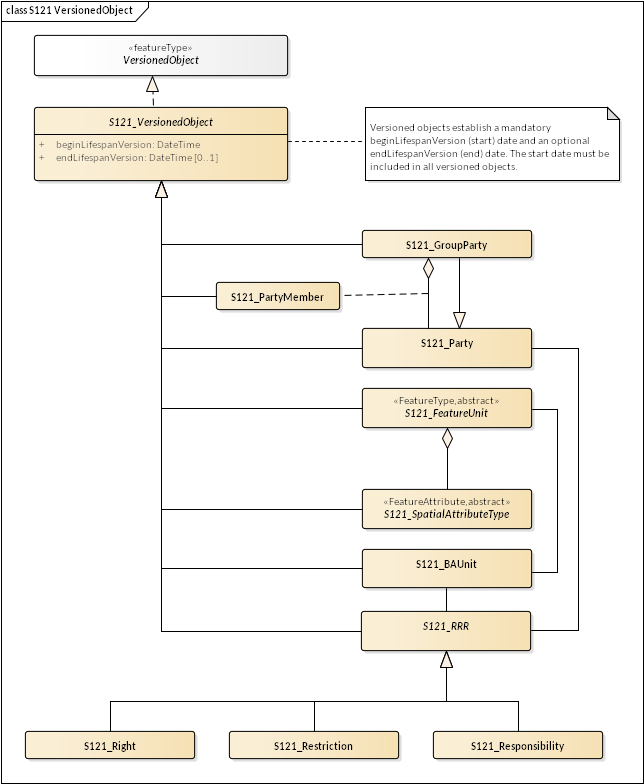 class S121 VersionedObject
«featureType»
VersionedObject
S121_VersionedObject
+ beginLifespanVersion: DateTime
+ endLifespanVersion: DateTime [0..1]
Versioned objects establish a mandatory
beginLifespanVersion (start) date and an optional
endLifespanVersion (end) date. The start date must be
included in all versioned objects.
S121_GroupParty
S121_PartyMember
S121_Party
«FeatureType,abstract»
S121_FeatureUnit
«FeatureAttribute,abstract»
S121_SpatialAttributeType
S121_BAUnit
S121_RRR
S121_Right
S121_Restriction
S121_Responsibility